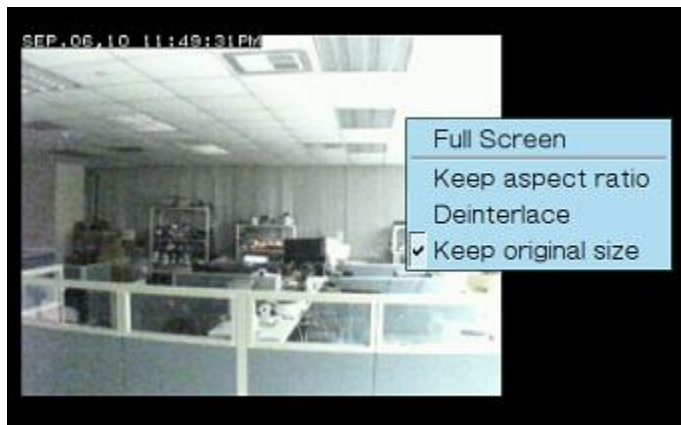 SEP.06,10 11:49:31PM
Full Screen
Keep aspect ratio
Deinterlace
Keep original size